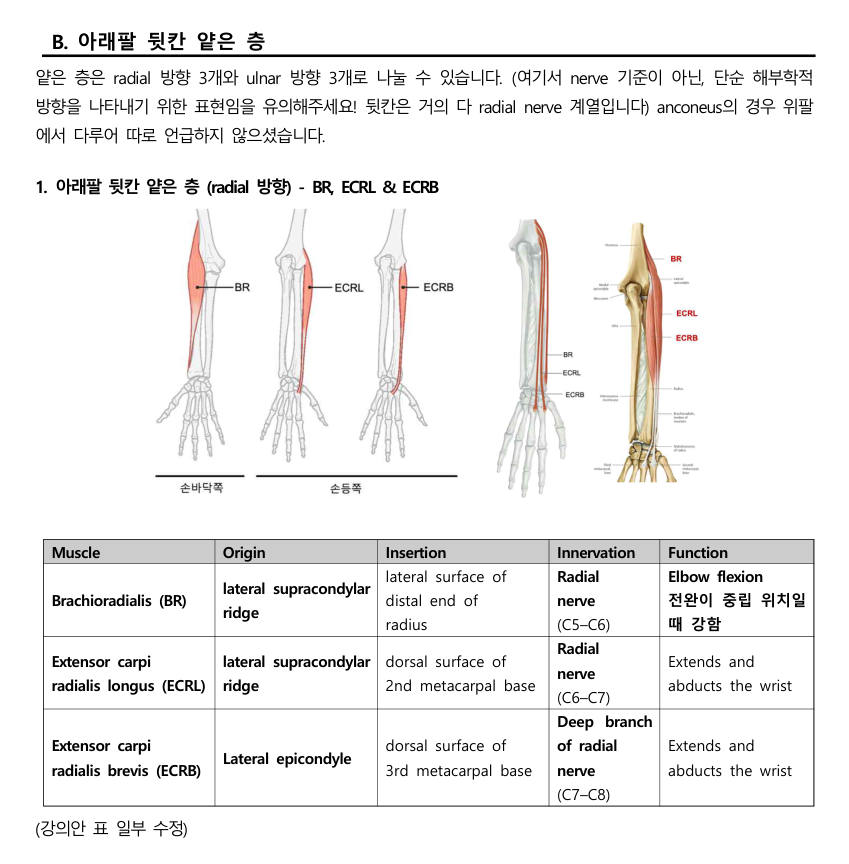 B. 아래팔 뒷칸 얕은 층
얕은 층은 radial 방향 3개와 ulnar 방향 3개로 나눌 수 있습니다. (여기서 nerve 기준이 아닌, 단순 해부학적
방향을 나타내기 위한 표현임을 유의해주세요! 뒷칸은 거의 다 radial nerve 계열입니다) anconeus의 경우 위팔
에서 다루어 따로 언급하지 않으셨습니다.
1. 아래팔 뒷칸 얕은 층 (radial 방향) - BR, ECRL & ECRB
BR
ECRL
ECRB
손바닥쪽
손등쪽
BR
ECRL
ECRB
BR
ECRL
ECRB
Muscle Origin Insertion Innervation Function
Brachioradialis (BR)
lateral supracondylar
ridge
lateral surface of
distal end of
radius
Radial
nerve
(C5–C6)
Elbow flexion
전완이 중립 위치일
때 강함
Extensor carpi
radialis longus (ECRL)
lateral supracondylar
ridge
dorsal surface of
2nd metacarpal base
Radial
nerve
(C6–C7)
Extends and
abducts the wrist
Extensor carpi
radialis brevis (ECRB)
Lateral epicondyle
dorsal surface of
3rd metacarpal base
Deep branch
of radial
nerve
(C7–C8)
Extends and
abducts the wrist
(강의안 표 일부 수정)